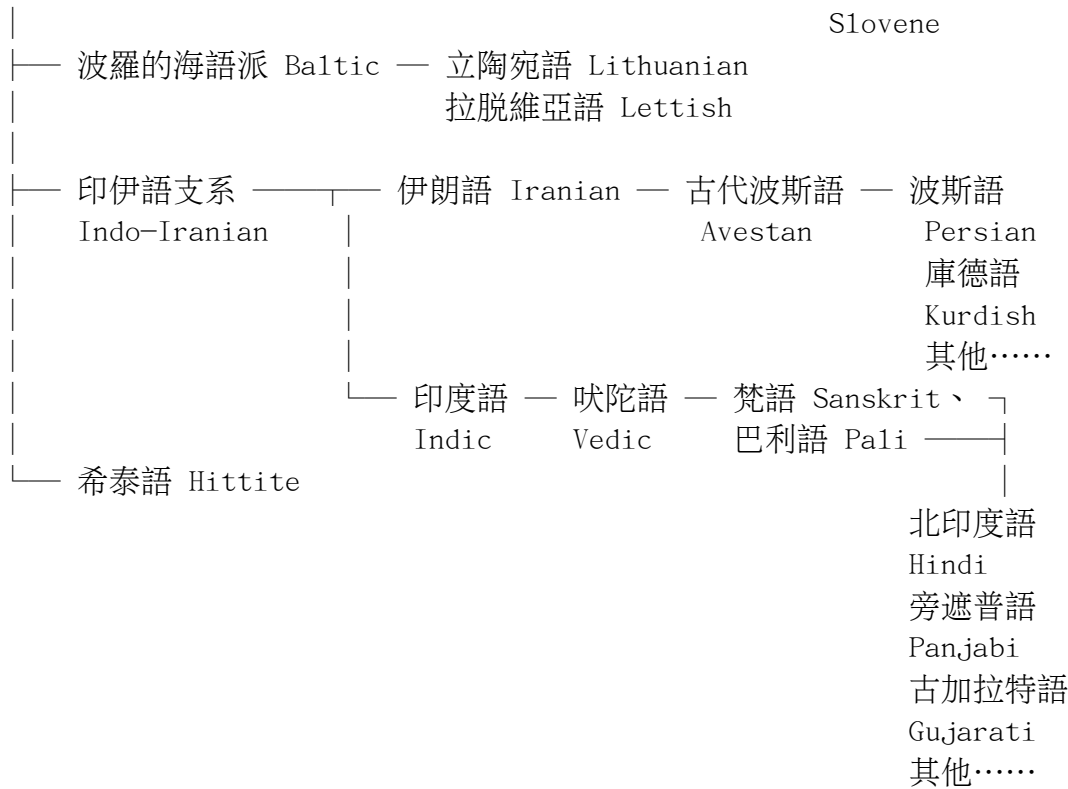 Slovene
波羅的海語派 Baltic — 立陶宛語 Lithuanian
拉脫維亞語 Lettish
印伊語支系 伊朗語 Iranian — 古代波斯語 — 波斯語
Indo-Iranian Avestan Persian
庫德語
Kurdish
其他……
印度語 — 吠陀語 — 梵語 Sanskrit、
Indic Vedic 巴利語 Pali
希泰語 Hittite
北印度語
Hindi
旁遮普語
Panjabi
古加拉特語
Gujarati
其他……